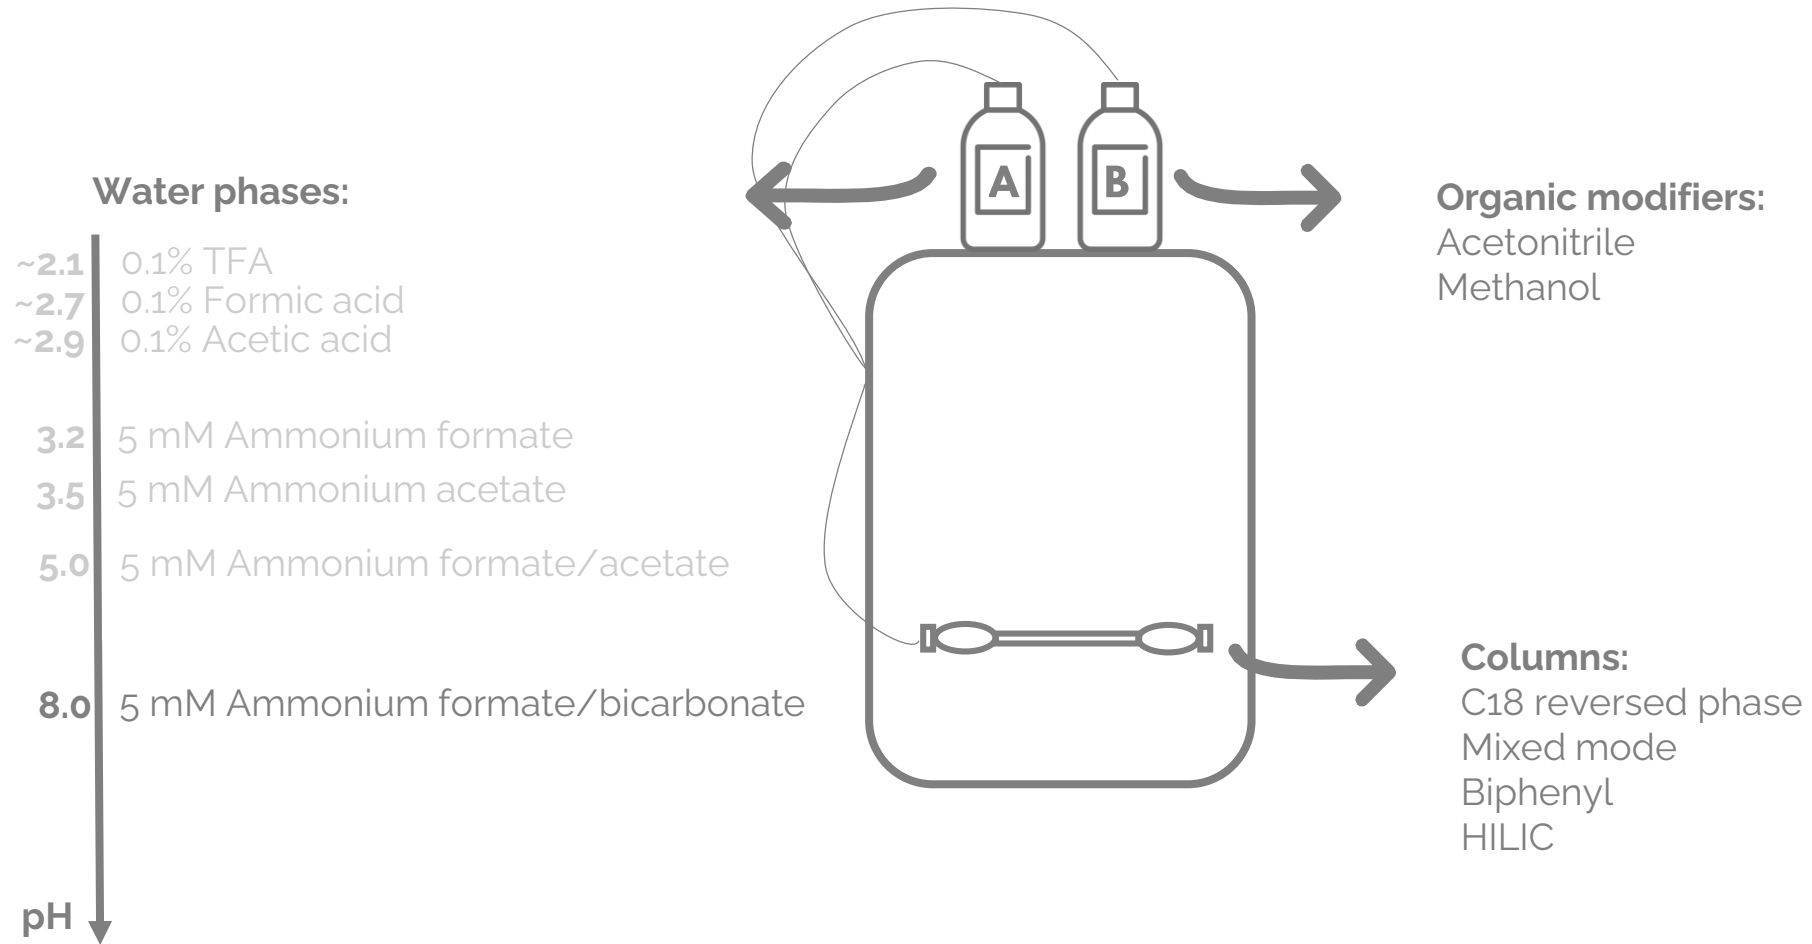 Water phases:
~2.1 0.1% TFA
~2.7 0.1% Formic acid
~2.9 0.1% Acetic acid
3.2 5 mM Ammonium formate
3.5 5 mM Ammonium acetate
5.0 5 mM Ammonium formate/acetate
8.0 5 mM Ammonium formate/bicarbonate
pH
A
B
Organic modifiers:
Acetonitrile
Methanol
Columns:
C18 reversed phase
Mixed mode
Biphenyl
HILIC